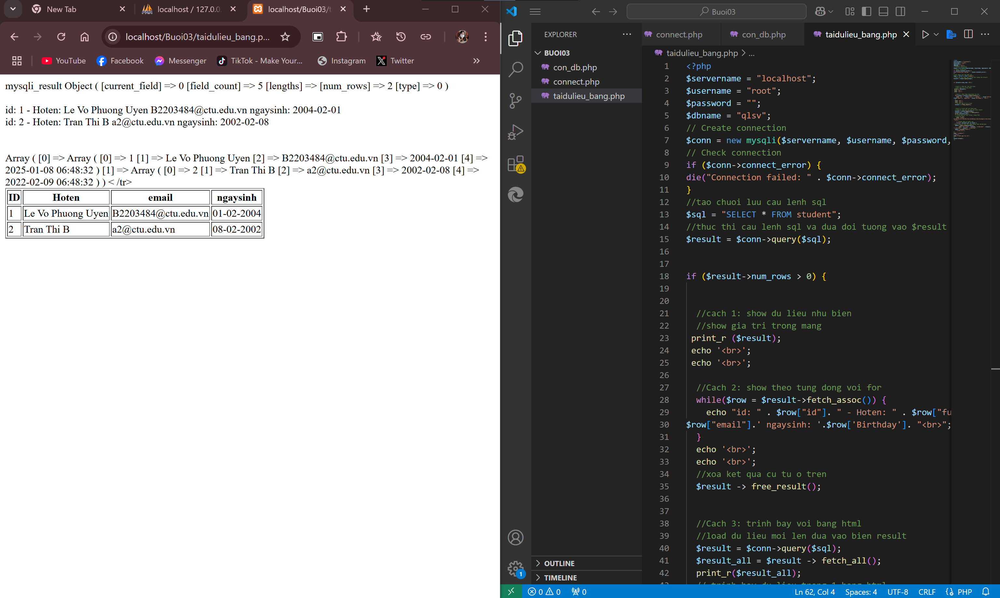 New Tab
localhost / 127.0.0.
localhost/Buoi03/t
Buoi03
localhost/Buoi03/taidulieu_bang.p...
YouTube
Facebook
Messenger
TikTok - Make Your...
Instagram
Twitter
mysqli_result Object ( [current_field] => 0 [field_count] => 5 [lengths] => [num_rows] => 2 [type] => 0 )
id: 1 - Hoten: Le Vo Phuong Uyen B2203484@ctu.edu.vn ngaysinh: 2004-02-01
id: 2 - Hoten: Tran Thi B a2@ctu.edu.vn ngaysinh: 2002-02-08
Array ( [0] => Array ( [0] => 1 [1] => Le Vo Phuong Uyen [2] => B2203484@ctu.edu.vn [3] => 2004-02-01 [4] =>
2025-01-08 06:48:32 ) [1] => Array ( [0] => 2 [1] => Tran Thi B [2] => a2@ctu.edu.vn [3] => 2002-02-08 [4] =>
2022-02-09 06:48:32 ) ) < /tr>
ID Hoten email ngaysinh
1 Le Vo Phuong Uyen B2203484@ctu.edu.vn 01-02-2004
2 Tran Thi B a2@ctu.edu.vn 08-02-2002
EXPLORER
BUOI03
con_db.php
connect.php
taidulieu_bang.php
OUTLINE
TIMELINE
connect.php con_db.php taidulieu_bang.php
taidulieu_bang.php > ...
1 <?php
2 $servername = "localhost";
3 $username = "root";
4 $password = "";
5 $dbname = "qlsv";
6 // Create connection
7 $conn = new mysqli($servername, $username, $password,
8 // Check connection
9 if ($conn->connect_error) {
10 die("Connection failed: " . $conn->connect_error);
11 }
12 //tao chuoi luu cau lenh sql
13 $sql = "SELECT * FROM student";
14 //thuc thi cau lenh sql va dua doi tuong vao $result
15 $result = $conn->query($sql);
16
17
18 if ($result->num_rows > 0) {
19
20
21 //cach 1: show du lieu nhu bien
22 //show gia tri trong mang
23 print_r ($result);
24 echo '<br>';
25 echo '<br>';
26
27 //Cach 2: show theo tung dong voi for
28 while($row = $result->fetch_assoc()) {
29 echo "id: " . $row["id"]. " - Hoten: " . $row["fu
30 $row["email"].' ngaysinh: '.$row['Birthday']. "<br>";
31 }
32 echo '<br>';
33 echo '<br>';
34 //xoa ket qua cu tu o tren
35 $result -> free_result();
36
37
38 //Cach 3: trinh bay voi bang html
39 //load du lieu moi len dua vao bien result
40 $result = $conn->query($sql);
41 $result_all = $result -> fetch_all();
42 print_r($result_all);
1
0 0 0
Ln 62, Col 4 Spaces: 4 UTF-8 CRLF PHP